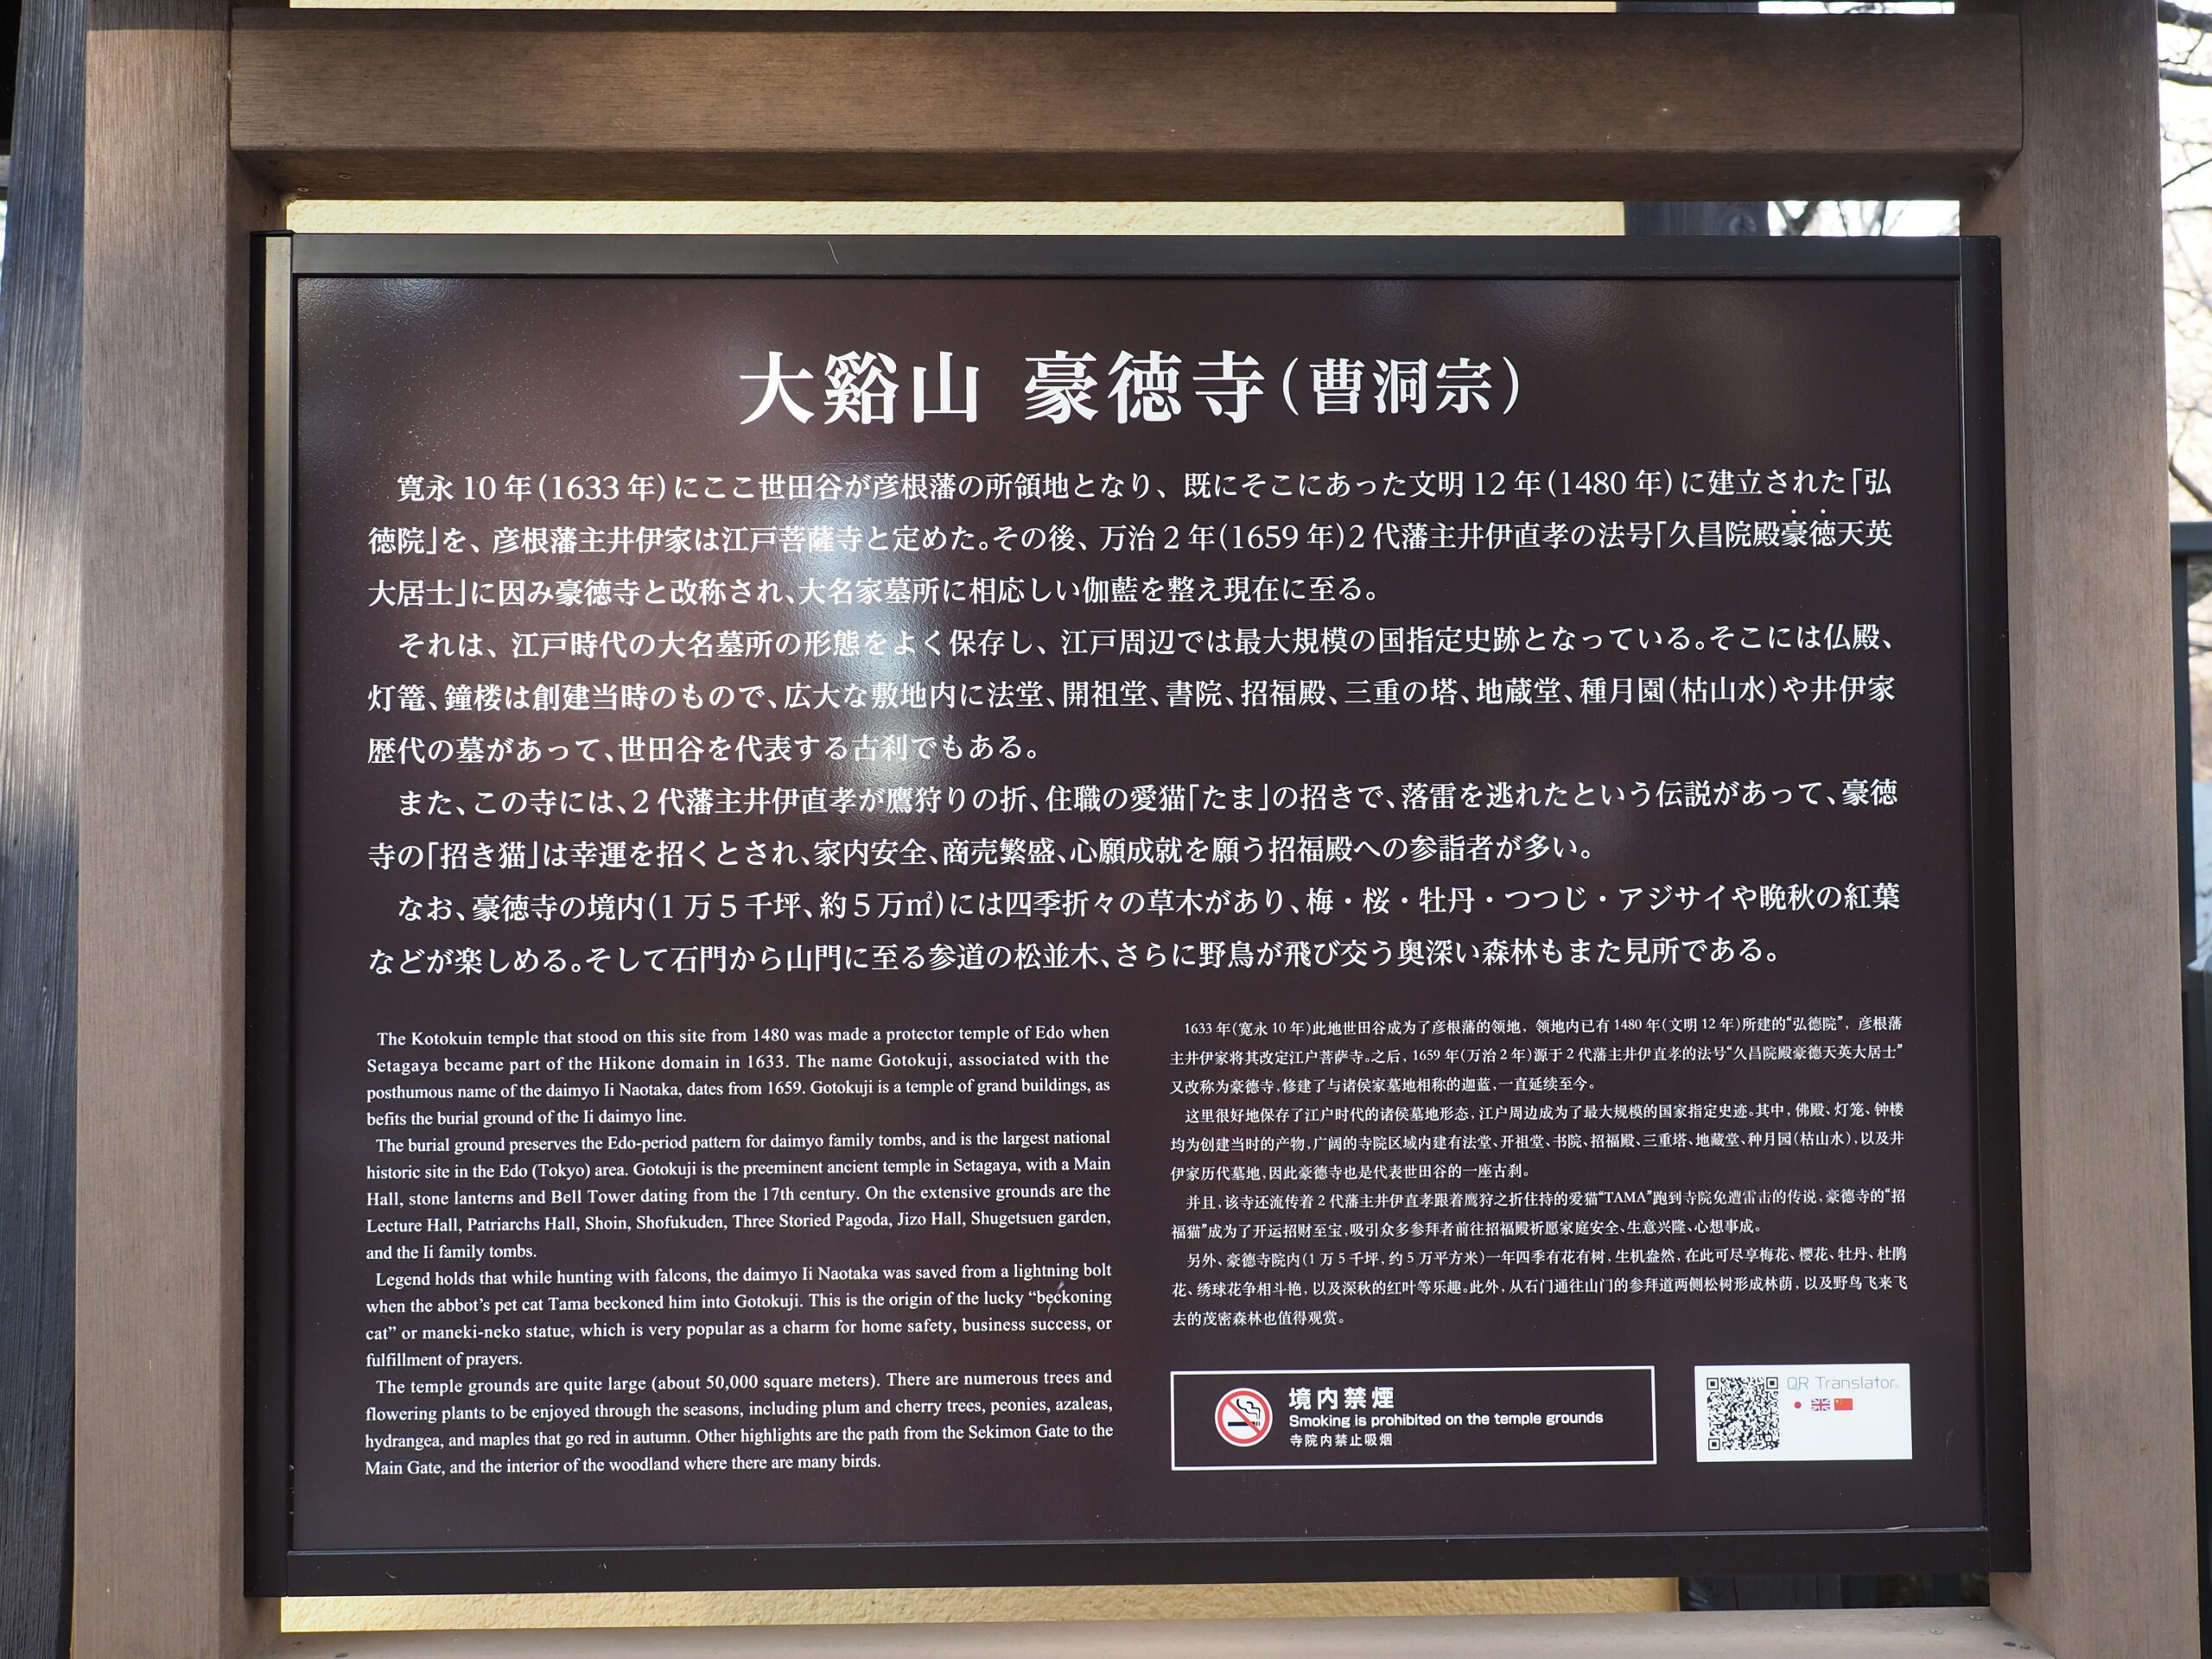 大谿山 豪徳寺(曹洞宗)
寛永10年(1633年)にここ世田谷が彦根藩の所領地となり、既にそこにあった文明12年(1480年)に建立された「弘
徳院」を、彦根藩主井伊家は江戸菩薩寺と定めた。その後、万治2年(1659年)2代藩主井伊直孝の法号「久昌院殿豪徳天英
大居士」に因み豪徳寺と改称され、大名家墓所に相応しい伽藍を整え現在に至る。
それは、江戸時代の大名墓所の形態をよく保存し、江戸周辺では最大規模の国指定史跡となっている。そこには仏殿、
灯篭、鐘楼は創建当時のもので、広大な敷地内に法堂、開祖堂、書院、招福殿、三重の塔、地蔵堂、種月園(枯山水)や井伊家
歴代の墓があって、世田谷を代表する古刹でもある。
また、この寺には、2代藩主井伊直孝が鷹狩りの折、住職の愛猫「たま」の招きで、落雷を逃れたという伝説があって、豪徳
寺の「招き猫」は幸運を招くとされ、家内安全、商売繁盛、心願成就を願う招福殿への参詣者が多い。
なお、豪徳寺の境内(1万5千坪、約5万㎡)には四季折々の草木があり、梅・桜・牡丹・つつじ・アジサイや晩秋の紅葉
などが楽しめる。そして石門から山門に至る参道の松並木、さらに野鳥が飛び交う奥深い森林もまた見所である。
The Kotokuin temple that stood on this site from 1480 was made a protector temple of Edo when
Setagaya became part of the Hikone domain in 1633. The name Gotokuji, associated with the
posthumous name of the daimyo Ii Naotaka, dates from 1659. Gotokuji is a temple of grand buildings, as
befits the burial ground of the Ii daimyo line.
The burial ground preserves the Edo-period pattern for daimyo family tombs, and is the largest national
historic site in the Edo (Tokyo) area. Gotokuji is the preeminent ancient temple in Setagaya, with a Main
Hall, stone lanterns and Bell Tower dating from the 17th century. On the extensive grounds are the
Lecture Hall, Patriarchs Hall, Shoin, Shofukuden, Three Storied Pagoda, Jizo Hall, Shugetsuen garden,
and the Ii family tombs.
Legend holds that while hunting with falcons, the daimyo Ii Naotaka was saved from a lightning bolt
when the abbot's pet cat Tama beckoned him into Gotokuji. This is the origin of the lucky “beckoning
cat” or maneki-neko statue, which is very popular as a charm for home safety, business success, or
fulfillment of prayers.
The temple grounds are quite large (about 50,000 square meters). There are numerous trees and
flowering plants to be enjoyed through the seasons, including plum and cherry trees, peonies, azaleas,
hydrangea, and maples that go red in autumn. Other highlights are the path from the Sekimon Gate to the
Main Gate, and the interior of the woodland where there are many birds.
1633年(宽永10年)此地世田谷成为了彦根藩的领地，领地内已有1480年(文明12年)所建的“弘德院”，彦根藩
主井伊家将其改定江户菩萨寺。之后，1659年(万治2年)源于2代藩主井伊直孝的法号“久昌院殿豪德天英大居士”
又改称为豪德寺，修建了与诸侯家墓地相称的迦蓝，一直延续至今。
这里很好地保存了江户时代的诸侯墓地形态，江户周边成为了最大规模的国家指定史迹。其中，佛殿、灯笼、钟楼
均为创建当时的产物，广阔的寺院区域内建有法堂、开祖堂、书院、招福殿、三重塔、地藏堂、种月园(枯山水)，以及井
伊家历代墓地，因此豪德寺也是代表世田谷的一座古刹。
并且，该寺还流传着2代藩主井伊直孝跟着鹰狩之折住持的爱猫“TAMA”跑到寺院免遭雷击的传说，豪德寺的“招
福猫”成为了开运招财至宝，吸引众多参拜者前往招福殿祈愿家庭安全、生意兴隆、心想事成。
另外、豪德寺院内(1万5千坪，约5万平方米)一年四季有花有树，生机盎然，在此可尽享梅花、樱花、牡丹、杜鹃
花、绣球花争相斗艳，以及深秋的红叶等乐趣。此外，从石门通往山门的参拜道两侧松树形成林荫，以及野鸟飞来飞
去的茂密森林也值得观赏。
境内禁煙
Smoking is prohibited on the temple grounds
寺院内禁止吸烟
QR Translator®